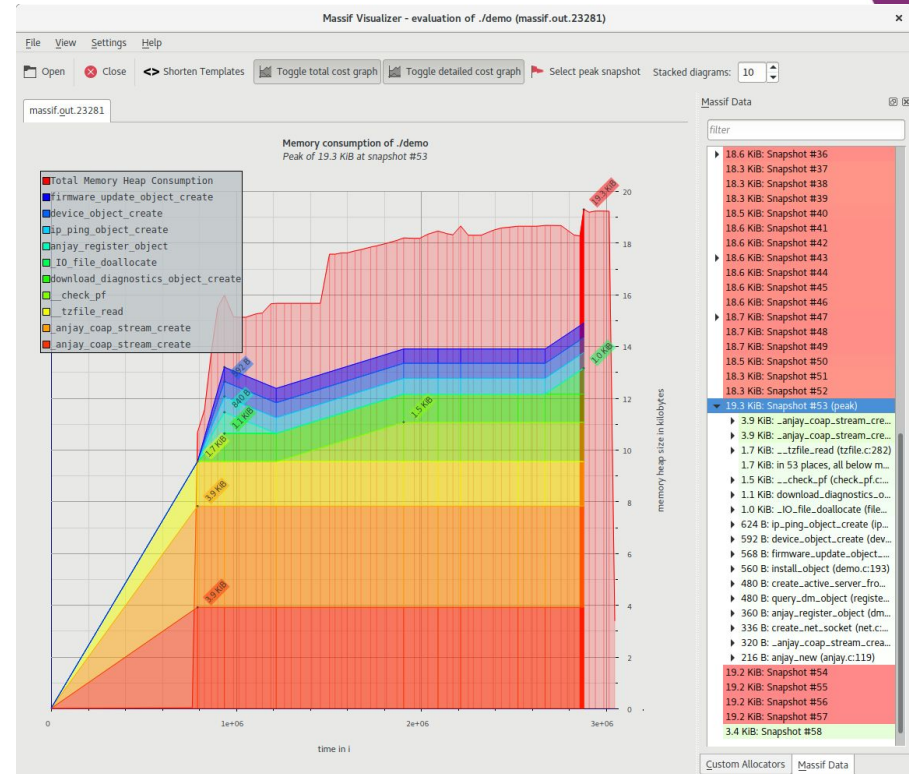 Massif Visualizer - evaluation of ./demo (massif.out.23281)
File View Settings Help
Open Close <> Shorten Templates Toggle total cost graph Toggle detailed cost graph Select peak snapshot Stacked diagrams: 10
massif.out.23281
Memory consumption of ./demo
Peak of 19.3 KiB at snapshot #53
Total Memory Heap Consumption
firmware_update_object_create
device_object_create
ip_ping_object_create
anjay_register_object
_IO_file_doallocate
download_diagnostics_object_create
__check_pf
__tzfile_read
_anjay_coap_stream_create
_anjay_coap_stream_create
19.3 KiB
592 B
840 B
1.1 KiB
1.7 KiB
3.9 KiB
3.9 KiB
1.5 KiB
1.0 KiB
20
18
16
14
12
10
8
6
4
2
0
memory heap size in kilobytes
0 1e+06 2e+06 3e+06
time in i
Massif Data
filter
18.6 KiB: Snapshot #36
18.3 KiB: Snapshot #37
18.3 KiB: Snapshot #38
18.3 KiB: Snapshot #39
18.5 KiB: Snapshot #40
18.6 KiB: Snapshot #41
18.6 KiB: Snapshot #42
18.6 KiB: Snapshot #43
18.6 KiB: Snapshot #44
18.6 KiB: Snapshot #45
18.6 KiB: Snapshot #46
18.7 KiB: Snapshot #47
18.7 KiB: Snapshot #48
18.7 KiB: Snapshot #49
18.5 KiB: Snapshot #50
18.3 KiB: Snapshot #51
18.3 KiB: Snapshot #52
19.3 KiB: Snapshot #53 (peak)
3.9 KiB: _anjay_coap_stream_cre...
3.9 KiB: _anjay_coap_stream_cre...
1.7 KiB: __tzfile_read (tzfile.c:282)
1.7 KiB: in 53 places, all below m...
1.5 KiB: __check_pf (check_pf.c:...
1.1 KiB: download_diagnostics_o...
1.0 KiB: _IO_file_doallocate (file...
624 B: ip_ping_object_create (ip...
592 B: device_object_create (dev...
568 B: firmware_update_object_...
560 B: install_object (demo.c:193)
480 B: create_active_server_fro...
480 B: query_dm_object (registe...
360 B: anjay_register_object (dm...
336 B: create_net_socket (net.c:...
320 B: _anjay_coap_stream_crea...
216 B: anjay_new (anjay.c:119)
19.2 KiB: Snapshot #54
19.2 KiB: Snapshot #55
19.2 KiB: Snapshot #56
19.2 KiB: Snapshot #57
3.4 KiB: Snapshot #58
Custom Allocators Massif Data